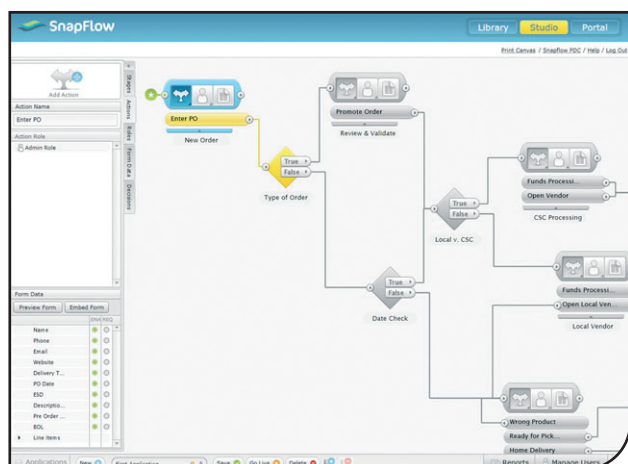 SnapFlow
Library
Studio
Portal
Print Canvas / Snapflow PDC / Help / Log Out
Add Action
Action Name
Enter PO
Action Role
Admin Role
Stages
Actions
Roles
Form Data
Decisions
Enter PO
New Order
True
False
Type of Order
Promote Order
Review & Validate
True
False
Local v. CSC
Funds Processi...
Open Vendor
CSC Processing
True
False
Date Check
Funds Processi...
Open Local Ven...
Local Vendor
Wrong Product
Ready for Pick...
Home Delivery
Form Data
Preview Form
Embed Form
REQ
Name
Phone
Email
Website
Delivery T...
PO Date
ESD
Descriptio...
Pre Order ...
BOL
Line Items
Applications
New
Save
Go Live
Delete
Reports
Manage Users